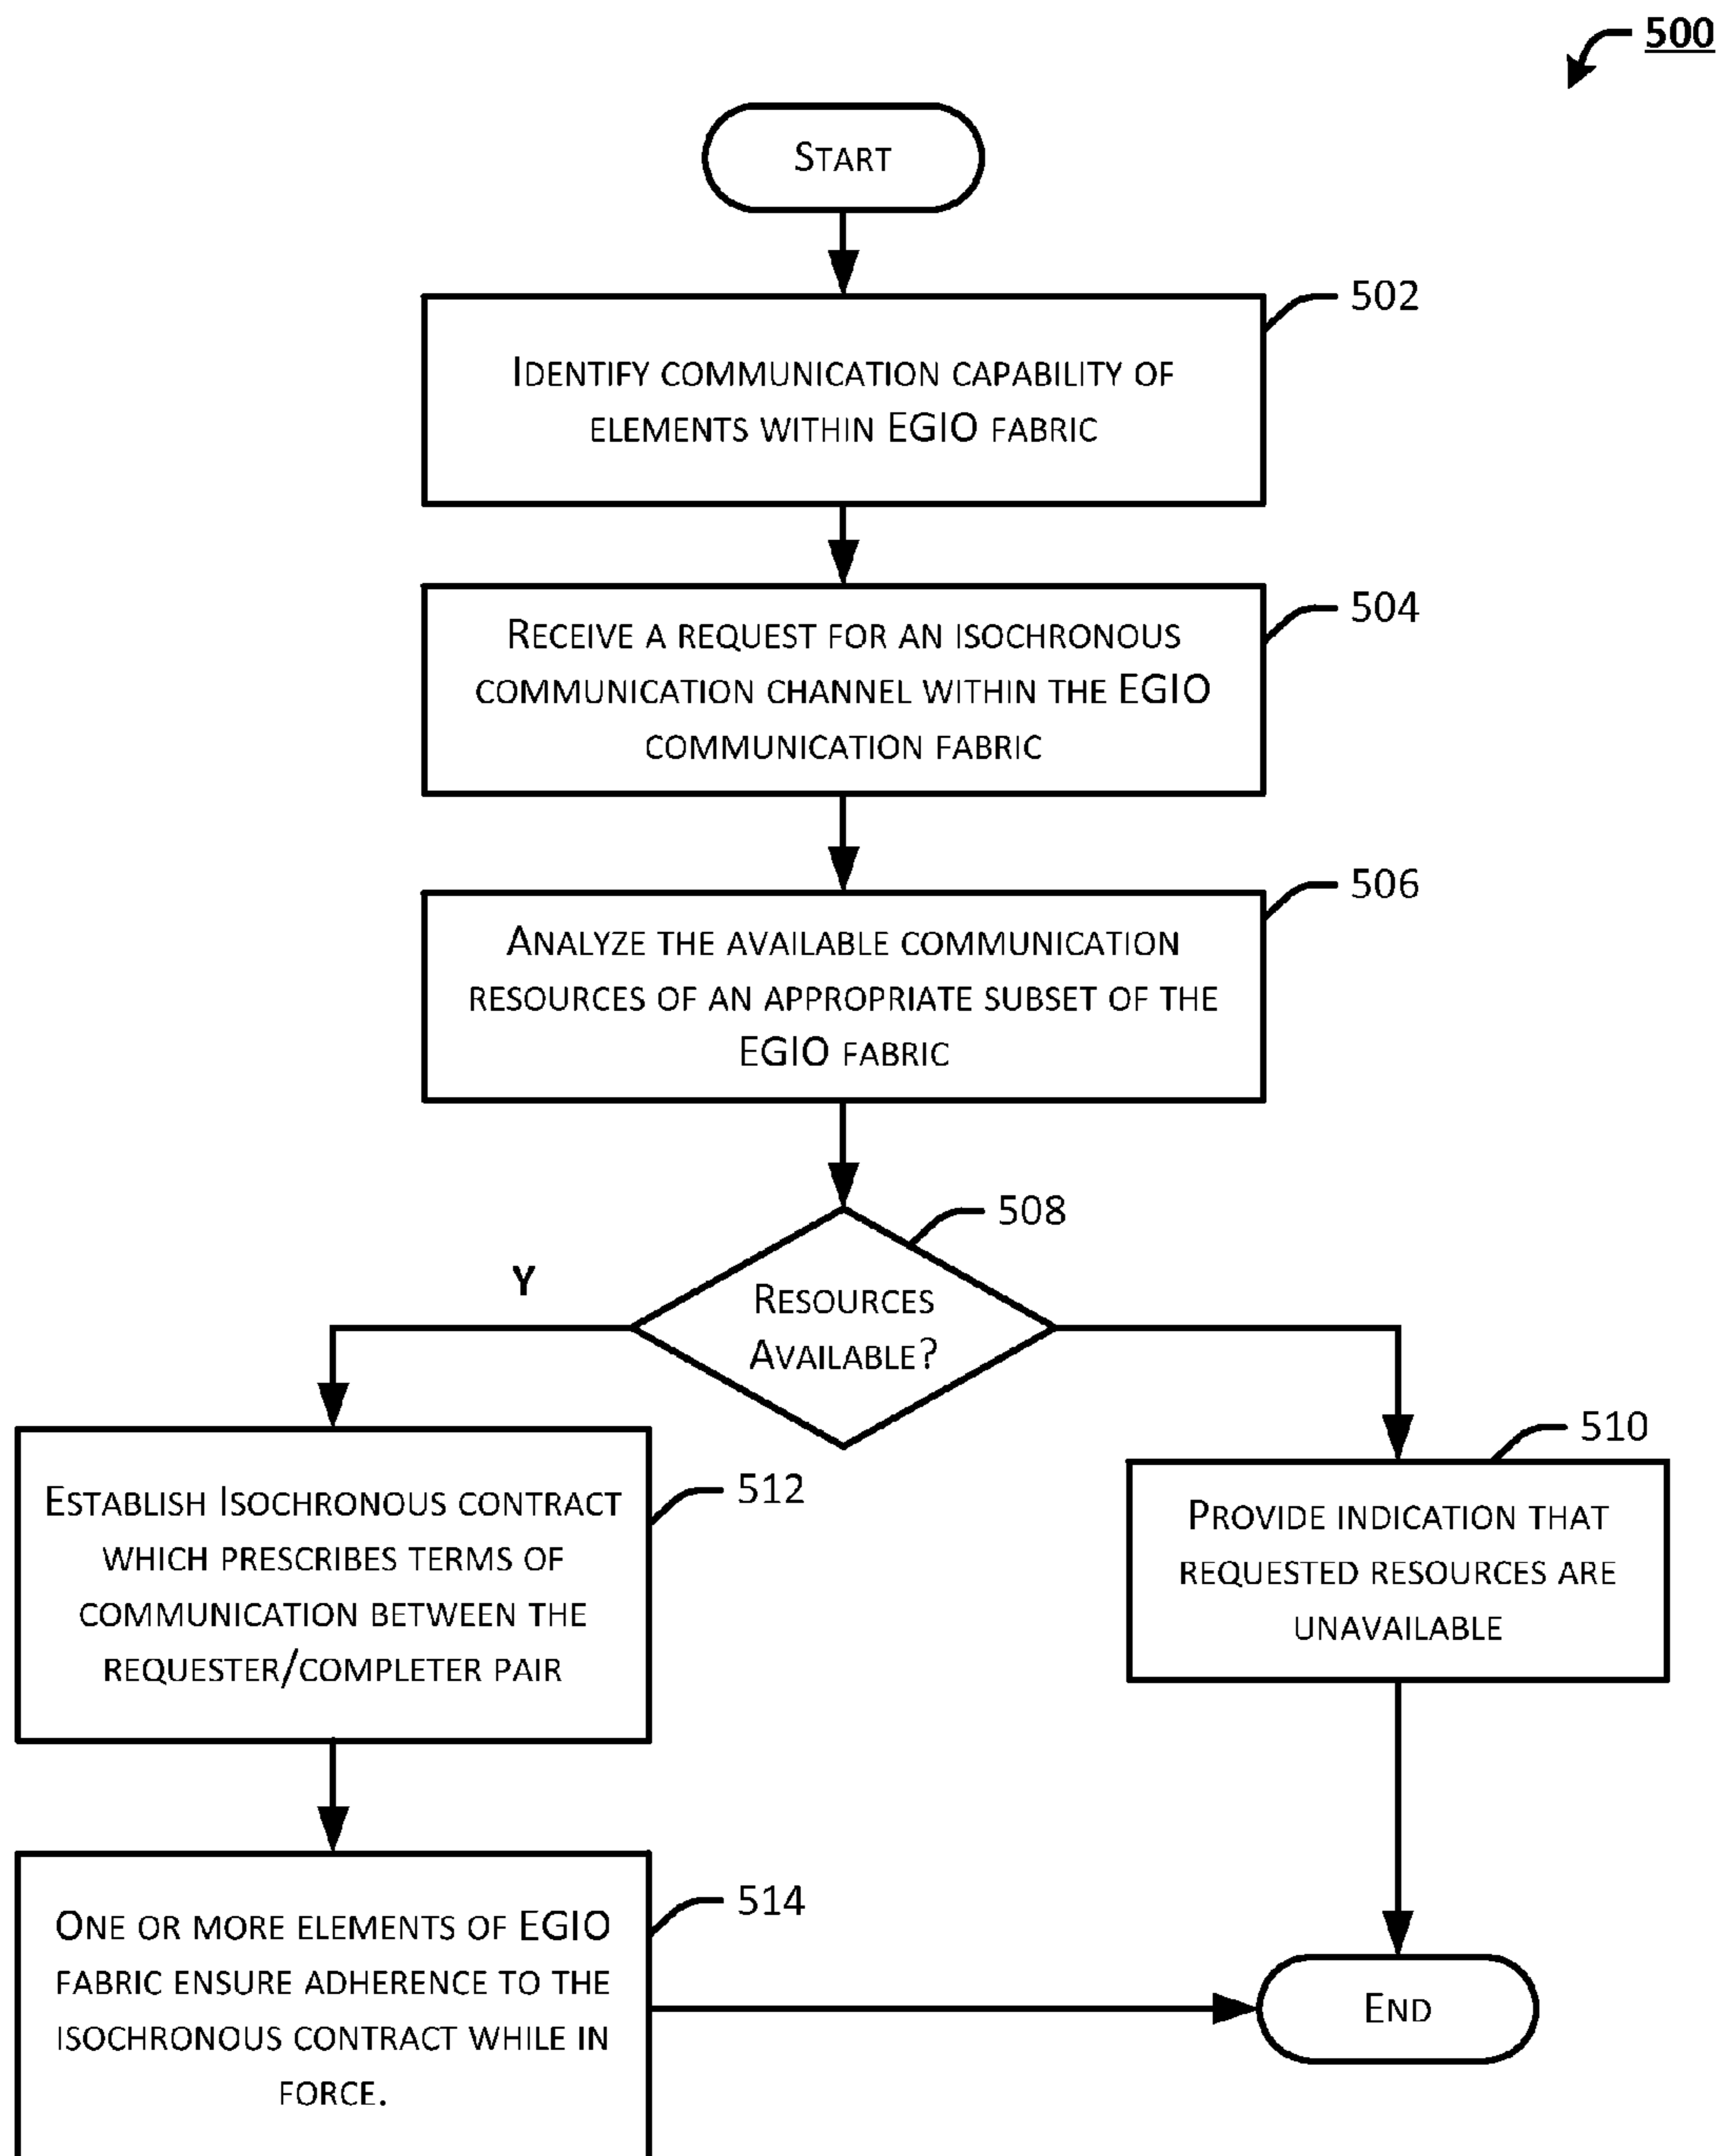 500
START
502
IDENTIFY COMMUNICATION CAPABILITY OF
ELEMENTS WITHIN EGIO FABRIC
504
RECEIVE A REQUEST FOR AN ISOCHRONOUS
COMMUNICATION CHANNEL WITHIN THE EGIO
COMMUNICATION FABRIC
506
ANALYZE THE AVAILABLE COMMUNICATION
RESOURCES OF AN APPROPRIATE SUBSET OF THE
EGIO FABRIC
508
Y
RESOURCES
AVAILABLE?
512
ESTABLISH ISOCHRONOUS CONTRACT
WHICH PRESCRIBES TERMS OF
COMMUNICATION BETWEEN THE
REQUESTER/COMPLETER PAIR
510
PROVIDE INDICATION THAT
REQUESTED RESOURCES ARE
UNAVAILABLE
514
ONE OR MORE ELEMENTS OF EGIO
FABRIC ENSURE ADHERENCE TO THE
ISOCHRONOUS CONTRACT WHILE IN
FORCE.
END